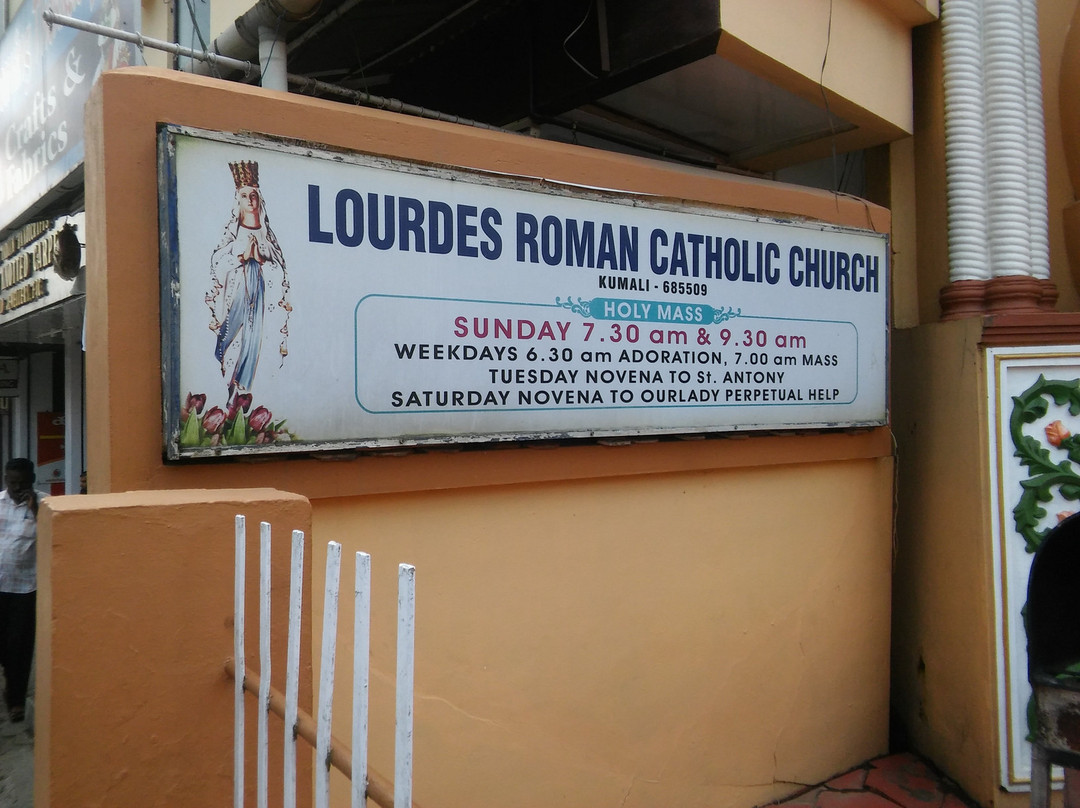 Crafts &
Fabrics
LOURDES ROMAN CATHOLIC CHURCH
KUMALI - 685509
HOLY MASS
SUNDAY 7.30 am & 9.30 am
WEEKDAYS 6.30 am ADORATION, 7.00 am MASS
TUESDAY NOVENA TO St. ANTONY
SATURDAY NOVENA TO OURLADY PERPETUAL HELP